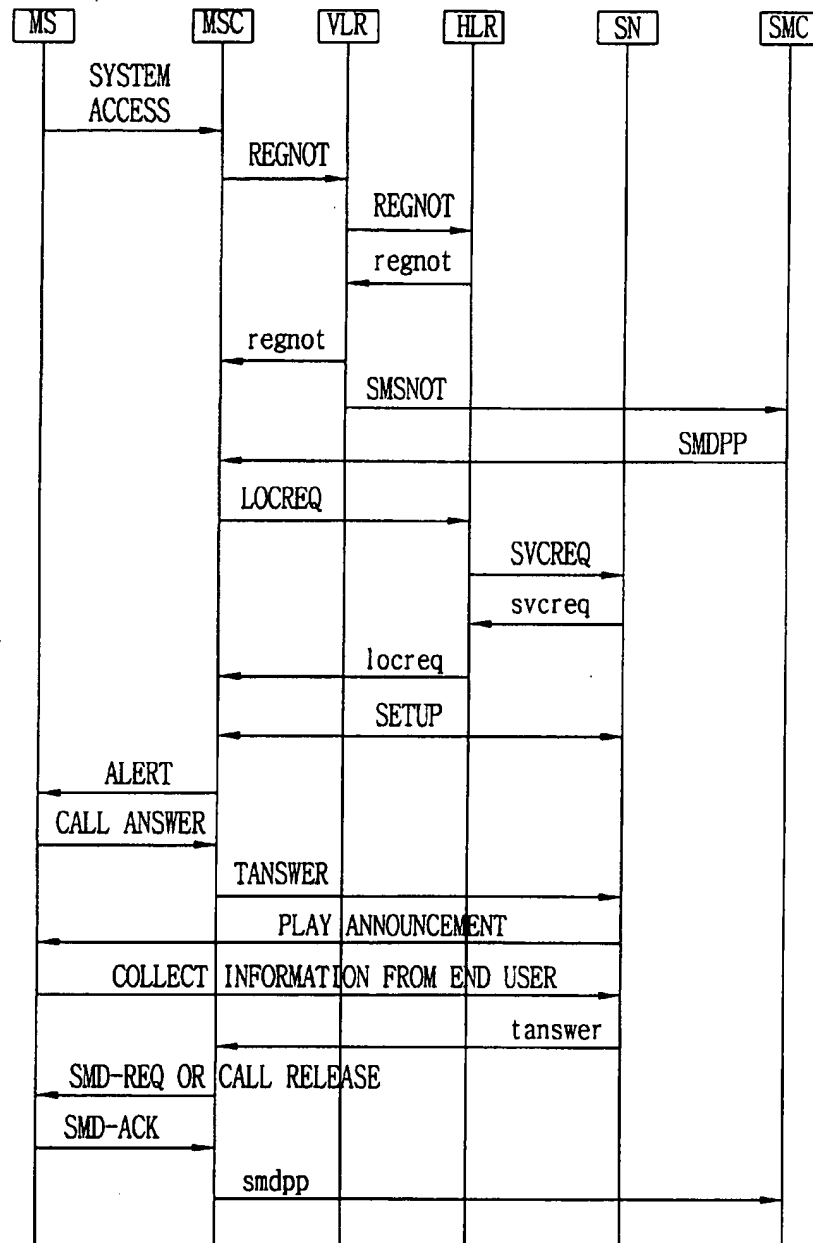 MS MSC VLR HLR SN SMC
SYSTEM
ACCESS
REGNOT
REGNOT
regnot
regnot
SMSNOT
SMDPP
LOCREQ
SVCREQ
svcreq
locreq
SETUP
ALERT
CALL ANSWER
TANSWER
PLAY ANNOUNCEMENT
COLLECT INFORMATION FROM END USER
tanswer
SMD-REQ OR CALL RELEASE
SMD-ACK
smdpp